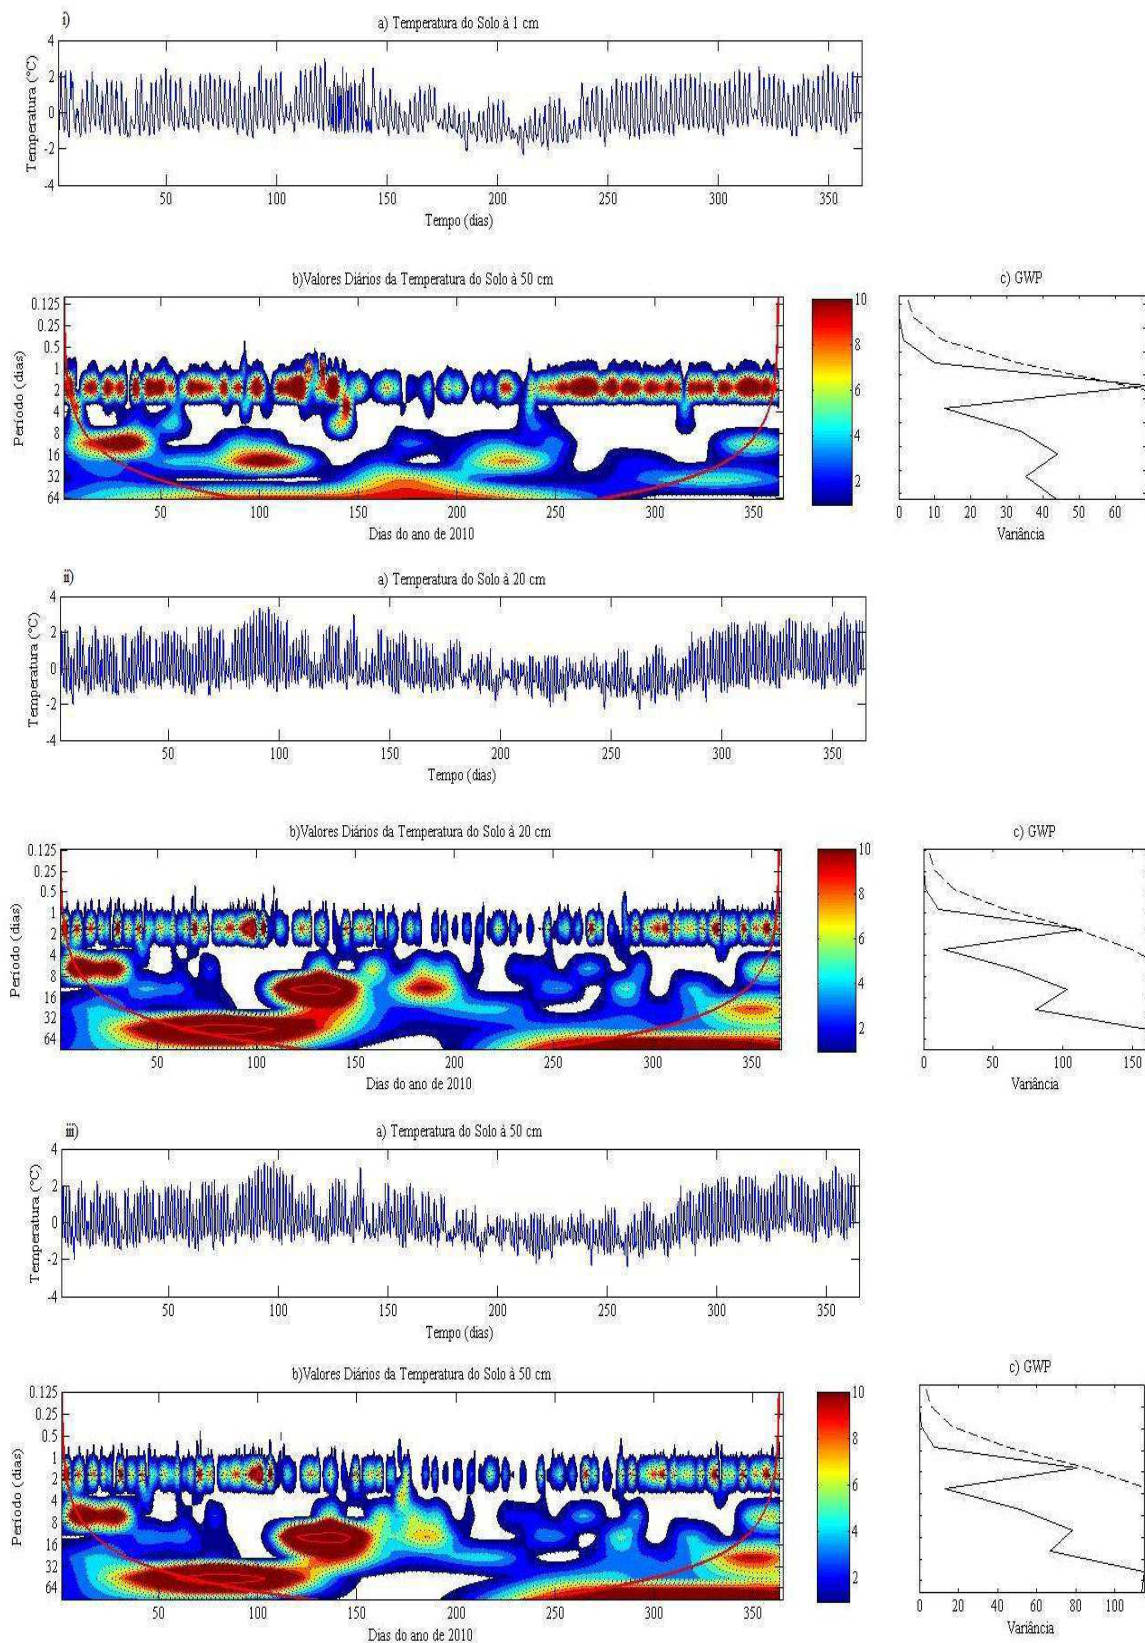 i)
a) Temperatura do Solo à 1 cm
4
2
0
-2
-4
Temperatura (°C)
50 100 150 200 250 300 350
Tempo (dias)
b)Valores Diários da Temperatura do Solo à 50 cm
0.125
0.25
0.5
1
2
4
8
16
32
64
Período (dias)
50 100 150 200 250 300 350
Dias do ano de 2010
10
8
6
4
2
c) GWP
0 10 20 30 40 50 60
Variância
ii)
a) Temperatura do Solo à 20 cm
4
2
0
-2
-4
Temperatura (°C)
50 100 150 200 250 300 350
Tempo (dias)
b)Valores Diários da Temperatura do Solo à 20 cm
0.125
0.25
0.5
1
2
4
8
16
32
64
Período (dias)
50 100 150 200 250 300 350
Dias do ano de 2010
10
8
6
4
2
c) GWP
0 50 100 150
Variância
iii)
a) Temperatura do Solo à 50 cm
4
2
0
-2
-4
Temperatura (°C)
50 100 150 200 250 300 350
Tempo (dias)
b)Valores Diários da Temperatura do Solo à 50 cm
0.125
0.25
0.5
1
2
4
8
16
32
64
Período (dias)
50 100 150 200 250 300 350
Dias do ano de 2010
10
8
6
4
2
c) GWP
0 20 40 60 80 100
Variância